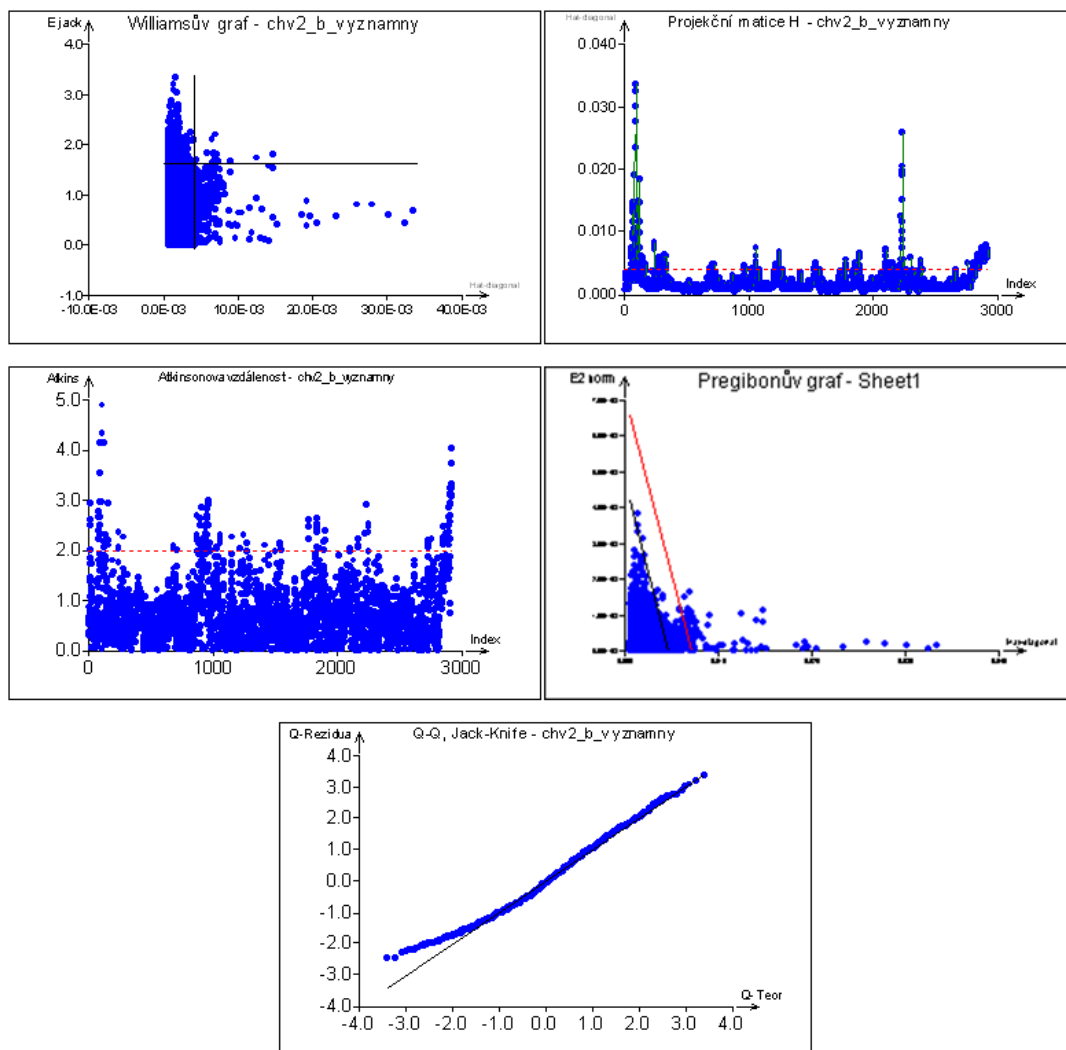 E jack
Williamsův graf - chv2_b_vyznamny
4.0
3.0
2.0
1.0
0.0
-1.0
-10.0E-03 0.0E-03 10.0E-03 20.0E-03 30.0E-03 40.0E-03
Hat-diagonal
Hat-diagonal
Projekční matice H - chv2_b_vyznamny
0.040
0.030
0.020
0.010
0.000
0 1000 2000 3000
Index
Atkins
Atkinsonova vzdálenost - chv2_b_vyznamny
5.0
4.0
3.0
2.0
1.0
0.0
0 1000 2000 3000
Index
E2 norm
Pregibonův graf - Sheet1
Q-Rezidua
Q-Q, Jack-Knife - chv2_b_vyznamny
4.0
3.0
2.0
1.0
0.0
-1.0
-2.0
-3.0
-4.0
-4.0 -3.0 -2.0 -1.0 0.0 1.0 2.0 3.0 4.0
Q-Teor